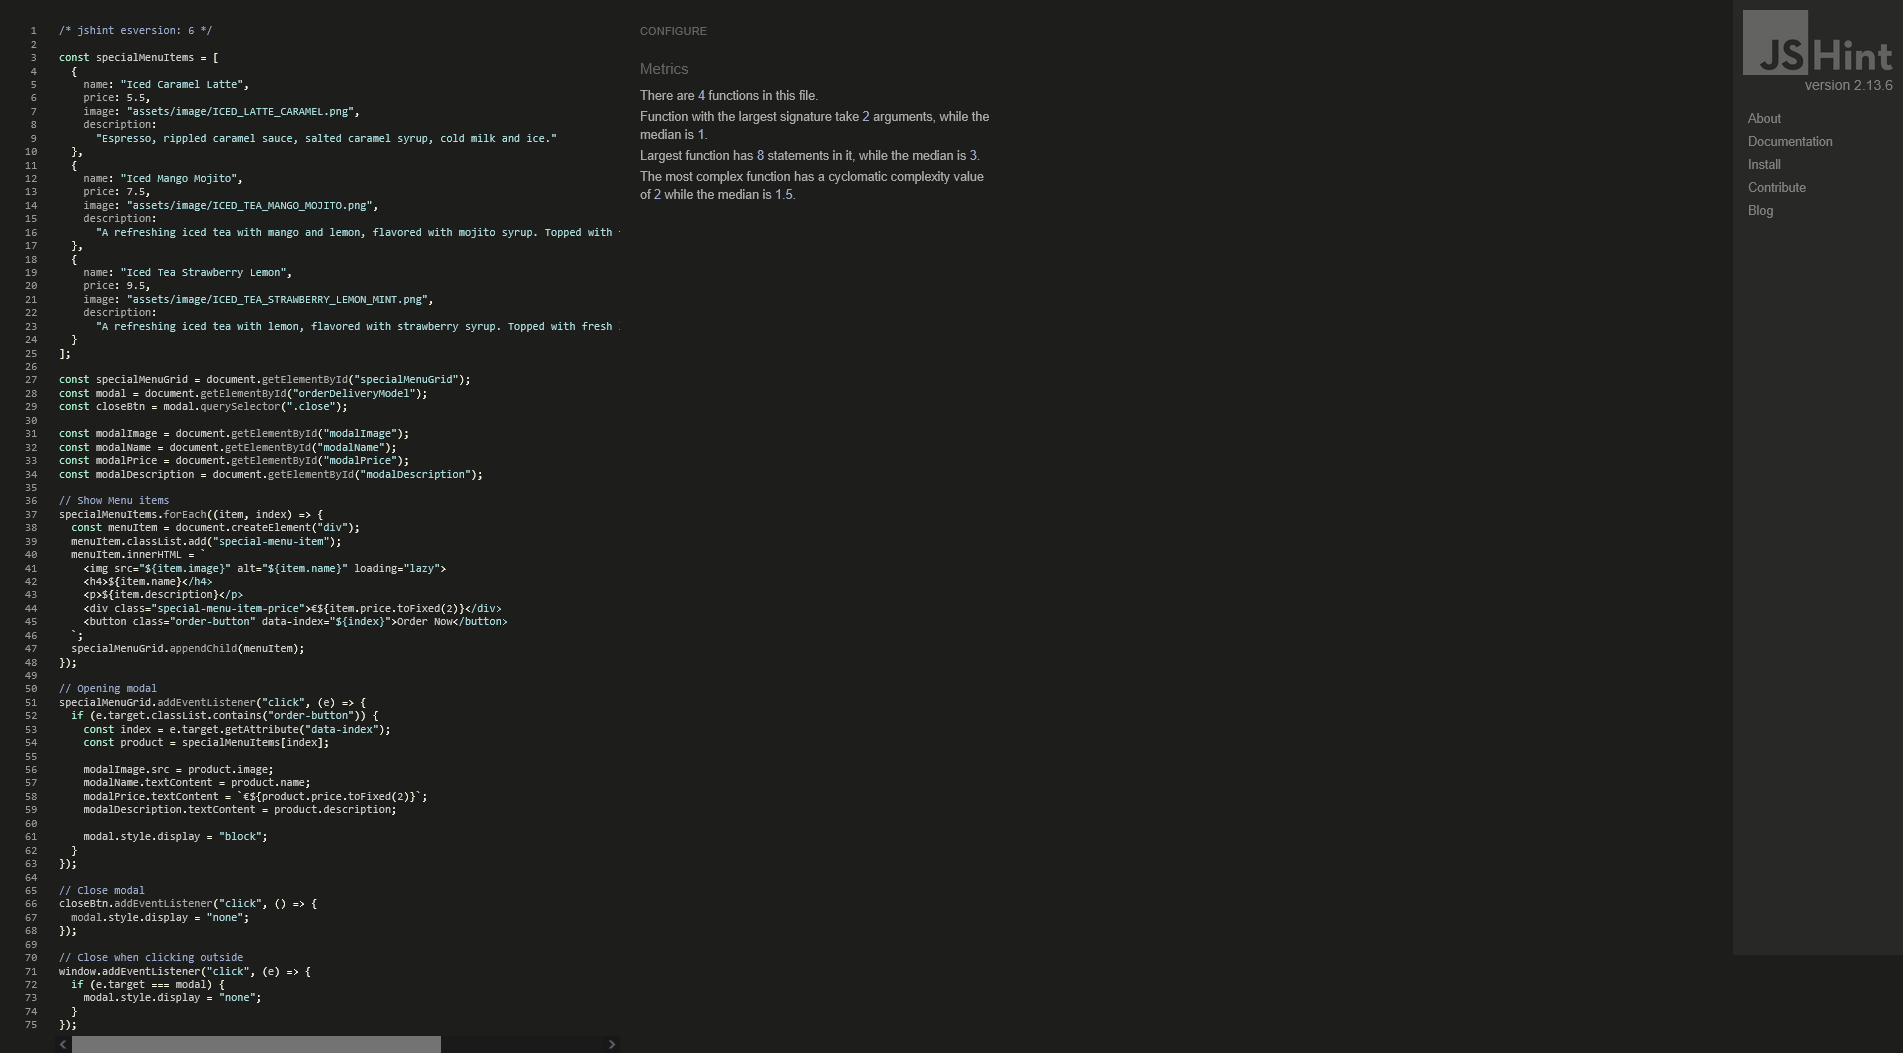 1 /* jshint esversion: 6 */
2
3 const specialMenuItems = [
4 {
5 name: "Iced Caramel Latte",
6 price: 5.5,
7 image: "assets/image/ICED_LATTE_CARAMEL.png",
8 description:
9 "Espresso, rippled caramel sauce, salted caramel syrup, cold milk and ice."
10 },
11 {
12 name: "Iced Mango Mojito",
13 price: 7.5,
14 image: "assets/image/ICED_TEA_MANGO_MOJITO.png",
15 description:
16 "A refreshing iced tea with mango and lemon, flavored with mojito syrup. Topped with
17 },
18 {
19 name: "Iced Tea Strawberry Lemon",
20 price: 9.5,
21 image: "assets/image/ICED_TEA_STRAWBERRY_LEMON_MINT.png",
22 description:
23 "A refreshing iced tea with lemon, flavored with strawberry syrup. Topped with fresh
24 }
25 ];
26
27 const specialMenuGrid = document.getElementById("specialMenuGrid");
28 const modal = document.getElementById("orderDeliveryModel");
29 const closeBtn = modal.querySelector(".close");
30
31 const modalImage = document.getElementById("modalImage");
32 const modalName = document.getElementById("modalName");
33 const modalPrice = document.getElementById("modalPrice");
34 const modalDescription = document.getElementById("modalDescription");
35
36 // Show Menu items
37 specialMenuItems.forEach((item, index) => {
38 const menuItem = document.createElement("div");
39 menuItem.classList.add("special-menu-item");
40 menuItem.innerHTML = `
41 <img src="${item.image}" alt="${item.name}" loading="lazy">
42 <h4>${item.name}</h4>
43 <p>${item.description}</p>
44 <div class="special-menu-item-price">€${item.price.toFixed(2)}</div>
45 <button class="order-button" data-index="${index}">Order Now</button>
46 `;
47 specialMenuGrid.appendChild(menuItem);
48 });
49
50 // Opening modal
51 specialMenuGrid.addEventListener("click", (e) => {
52 if (e.target.classList.contains("order-button")) {
53 const index = e.target.getAttribute("data-index");
54 const product = specialMenuItems[index];
55
56 modalImage.src = product.image;
57 modalName.textContent = product.name;
58 modalPrice.textContent = `€${product.price.toFixed(2)}`;
59 modalDescription.textContent = product.description;
60
61 modal.style.display = "block";
62 }
63 });
64
65 // Close modal
66 closeBtn.addEventListener("click", () => {
67 modal.style.display = "none";
68 });
69
70 // Close when clicking outside
71 window.addEventListener("click", (e) => {
72 if (e.target === modal) {
73 modal.style.display = "none";
74 }
75 });
CONFIGURE
Metrics
There are 4 functions in this file.
Function with the largest signature take 2 arguments, while the
median is 1.
Largest function has 8 statements in it, while the median is 3.
The most complex function has a cyclomatic complexity value
of 2 while the median is 1.5.
JSHint
version 2.13.6
About
Documentation
Install
Contribute
Blog